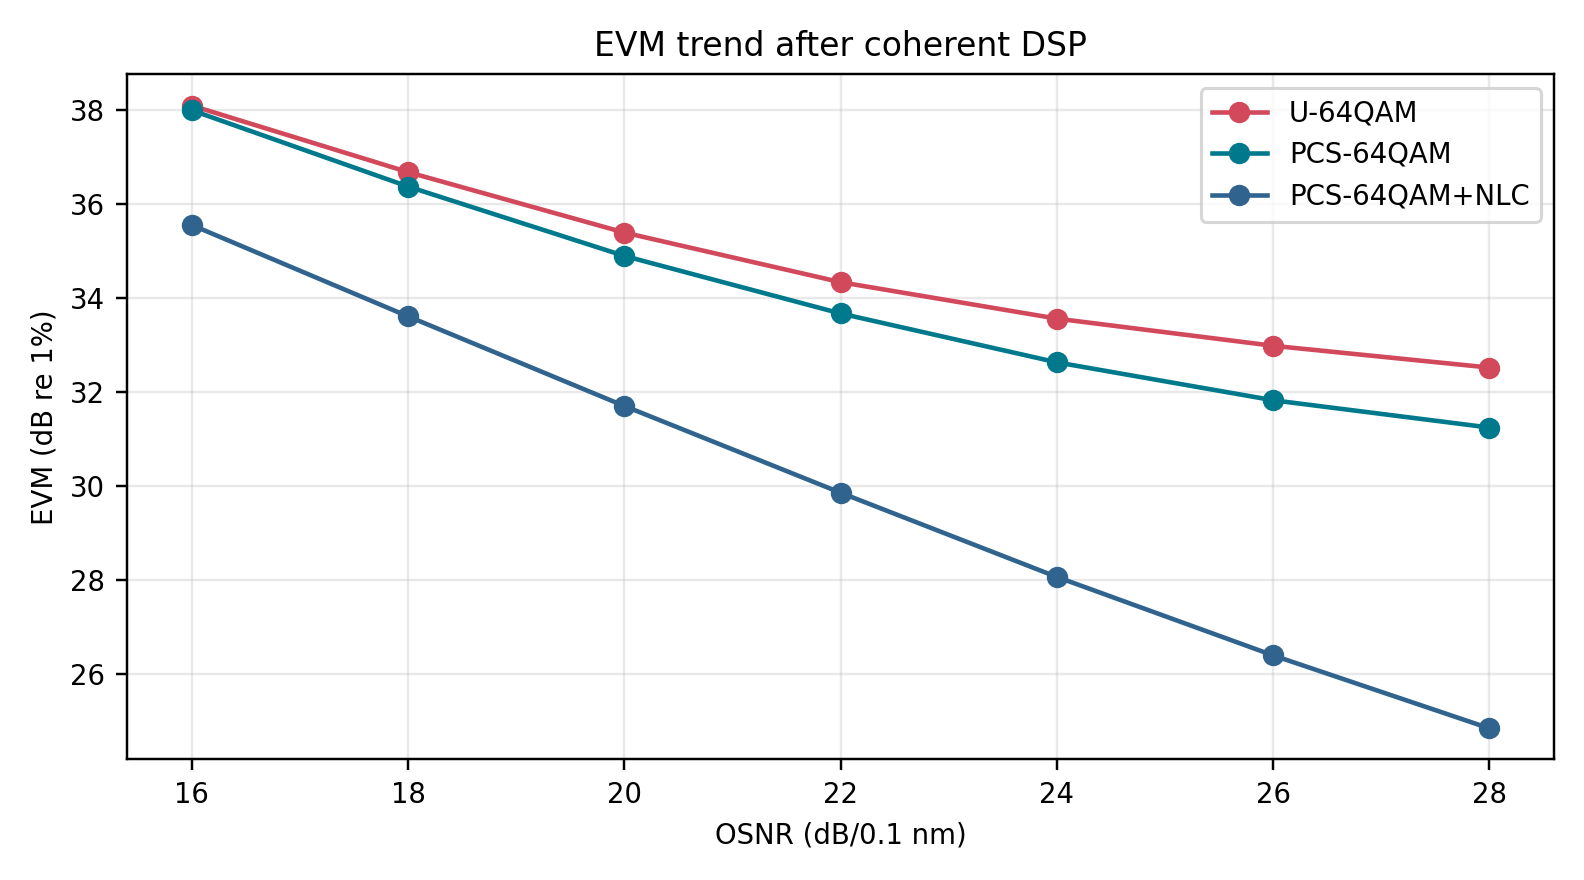 EVM trend after coherent DSP
U-64QAM
PCS-64QAM
PCS-64QAM+NLC
EVM (dB re 1%)
38
36
34
32
30
28
26
16 18 20 22 24 26 28
OSNR (dB/0.1 nm)